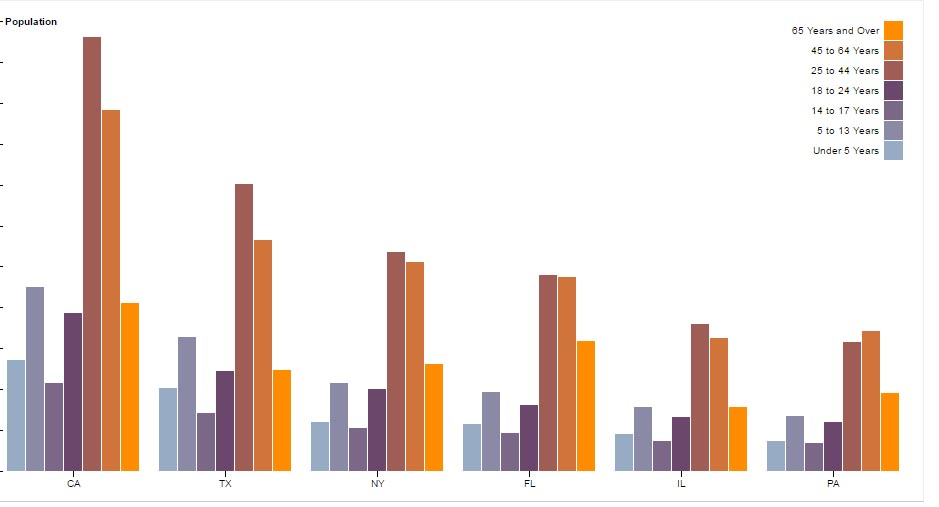 Population
65 Years and Over
45 to 64 Years
25 to 44 Years
18 to 24 Years
14 to 17 Years
5 to 13 Years
Under 5 Years
CA TX NY FL IL PA